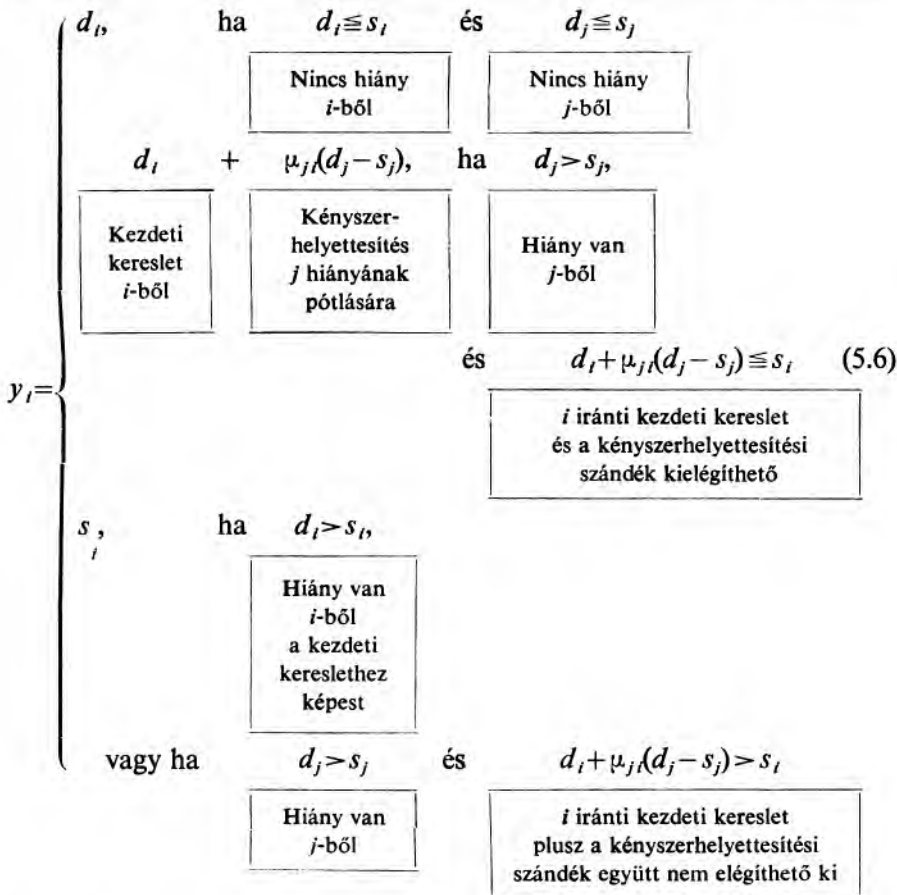 d_i, ha d_i ≦ s_i és d_j ≦ s_j
Nincs hiány
i-ből
Nincs hiány
j-ből
d_i + μ_ji(d_j − s_j), ha d_j > s_j,
Kezdeti
kereslet
i-ből
Kényszer-
helyettesítés
j hiányának
pótlására
Hiány van
j-ből
és d_i + μ_ji(d_j − s_j) ≦ s_i (5.6)
y_i =
i iránti kezdeti kereslet
és a kényszerhelyettesítési
szándék kielégíthető
s_i, ha d_i > s_i,
Hiány van
i-ből
a kezdeti
kereslethez
képest
vagy ha d_j > s_j és d_i + μ_ji(d_j − s_j) > s_i
Hiány van
j-ből
i iránti kezdeti kereslet
plusz a kényszerhelyettesítési
szándék együtt nem elégíthető ki